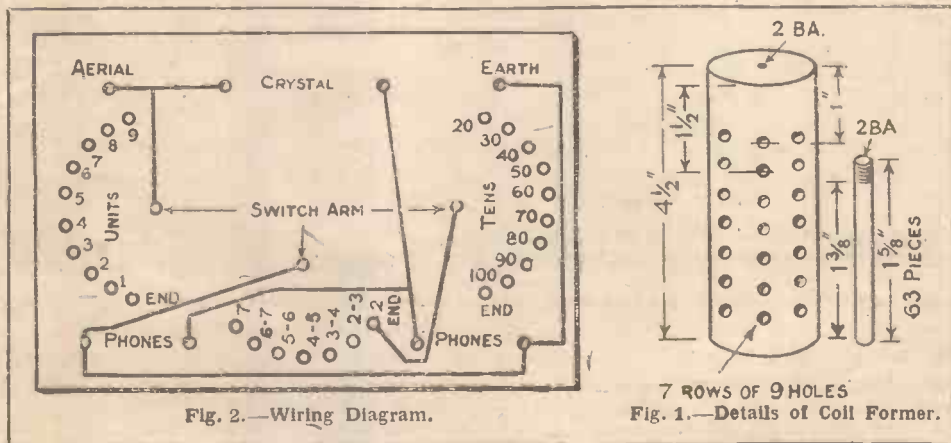 AERIAL
CRYSTAL
EARTH
9
8
7
6
5
4
3
2
1
END
UNITS
SWITCH ARM
20
30
40
50
60
70
80
90
100
END
TENS
PHONES
7
6-7
5-6
4-5
3-4
2-3
.2
END
PHONES
Fig. 2.—Wiring Diagram.
2 BA.
4½"
1½"
1"
2BA
1⅜"
1⅝"
63 PIECES
7 ROWS OF 9 HOLES
Fig. 1.—Details of Coil Former.